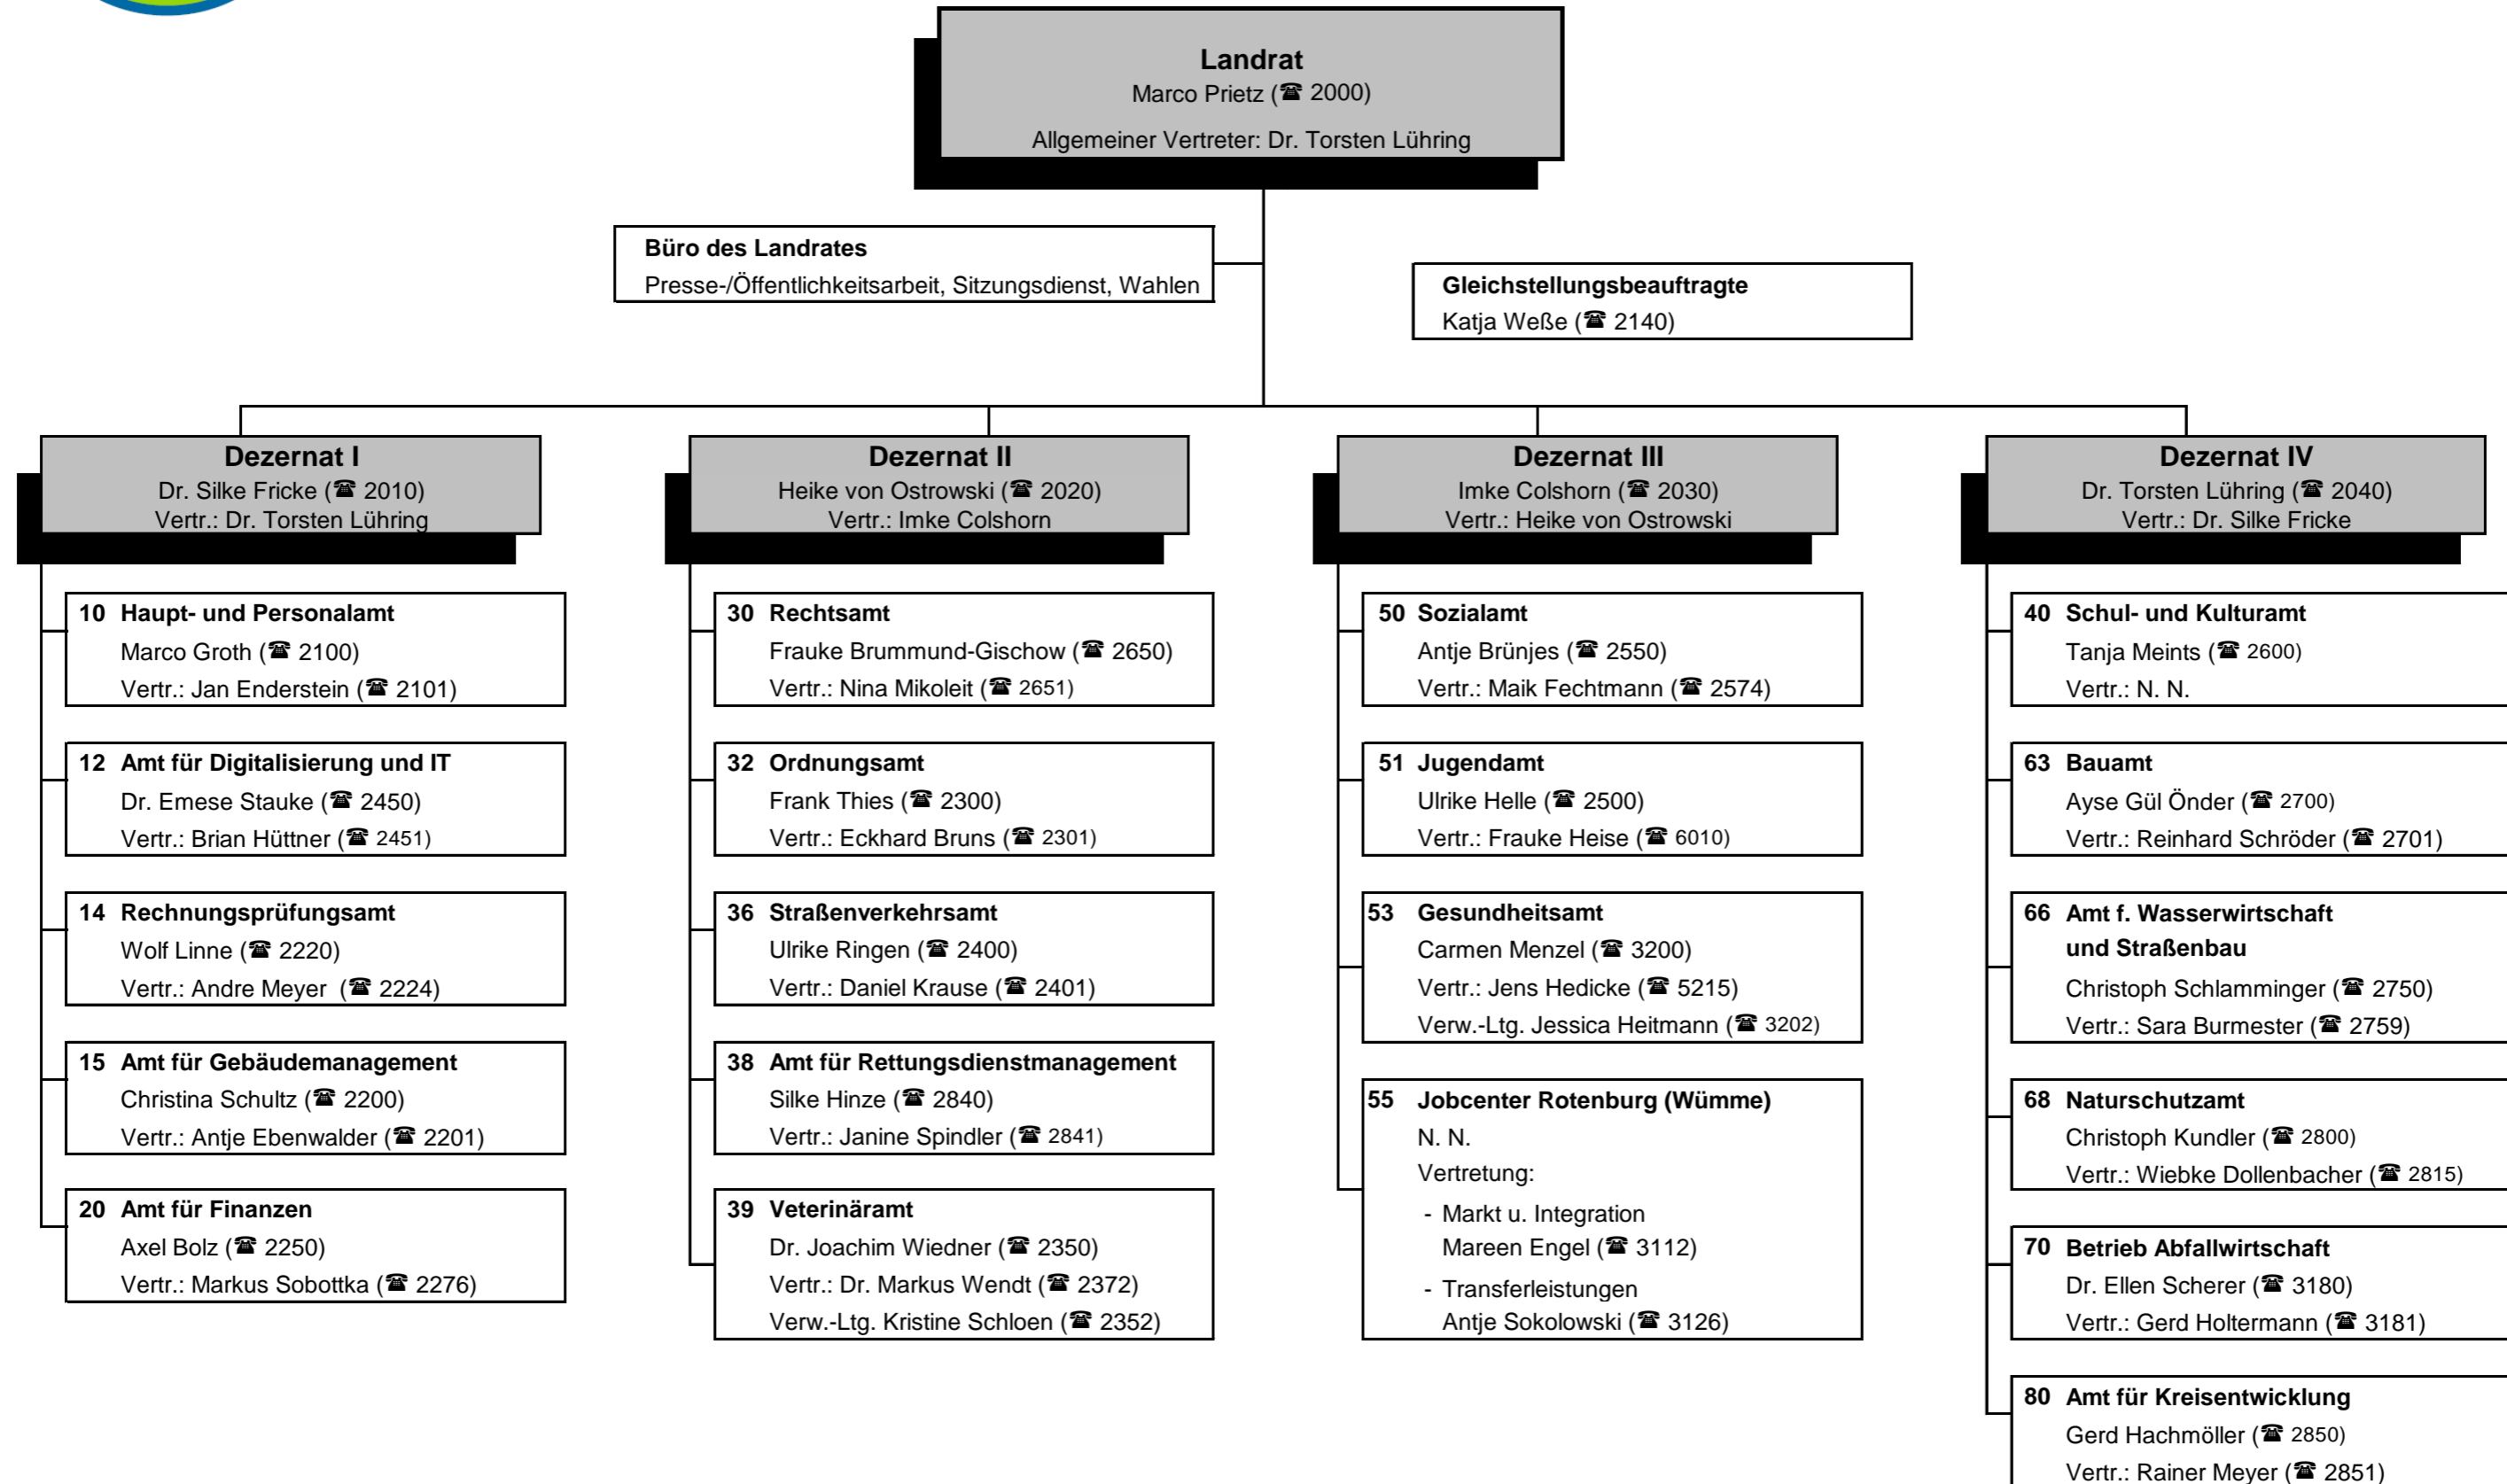 Landrat
Marco Prietz (☎ 2000)
Allgemeiner Vertreter: Dr. Torsten Lühring
Büro des Landrates
Presse-/Öffentlichkeitsarbeit, Sitzungsdienst, Wahlen
Gleichstellungsbeauftragte
Katja Weße (☎ 2140)
Dezernat I
Dr. Silke Fricke (☎ 2010)
Vertr.: Dr. Torsten Lühring
10 Haupt- und Personalamt
Marco Groth (☎ 2100)
Vertr.: Jan Enderstein (☎ 2101)
12 Amt für Digitalisierung und IT
Dr. Emese Stauke (☎ 2450)
Vertr.: Brian Hüttner (☎ 2451)
14 Rechnungsprüfungsamt
Wolf Linne (☎ 2220)
Vertr.: Andre Meyer (☎ 2224)
15 Amt für Gebäudemanagement
Christina Schultz (☎ 2200)
Vertr.: Antje Ebenwalder (☎ 2201)
20 Amt für Finanzen
Axel Bolz (☎ 2250)
Vertr.: Markus Sobottka (☎ 2276)
Dezernat II
Heike von Ostrowski (☎ 2020)
Vertr.: Imke Colshorn
30 Rechtsamt
Frauke Brummund-Gischow (☎ 2650)
Vertr.: Nina Mikoleit (☎ 2651)
32 Ordnungsamt
Frank Thies (☎ 2300)
Vertr.: Eckhard Bruns (☎ 2301)
36 Straßenverkehrsamt
Ulrike Ringen (☎ 2400)
Vertr.: Daniel Krause (☎ 2401)
38 Amt für Rettungsdienstmanagement
Silke Hinze (☎ 2840)
Vertr.: Janine Spindler (☎ 2841)
39 Veterinäramt
Dr. Joachim Wiedner (☎ 2350)
Vertr.: Dr. Markus Wendt (☎ 2372)
Verw.-Ltg. Kristine Schloen (☎ 2352)
Dezernat III
Imke Colshorn (☎ 2030)
Vertr.: Heike von Ostrowski
50 Sozialamt
Antje Brünjes (☎ 2550)
Vertr.: Maik Fechtmann (☎ 2574)
51 Jugendamt
Ulrike Helle (☎ 2500)
Vertr.: Frauke Heise (☎ 6010)
53 Gesundheitsamt
Carmen Menzel (☎ 3200)
Vertr.: Jens Hedicke (☎ 5215)
Verw.-Ltg. Jessica Heitmann (☎ 3202)
55 Jobcenter Rotenburg (Wümme)
N. N.
Vertretung:
- Markt u. Integration
Mareen Engel (☎ 3112)
- Transferleistungen
Antje Sokolowski (☎ 3126)
Dezernat IV
Dr. Torsten Lühring (☎ 2040)
Vertr.: Dr. Silke Fricke
40 Schul- und Kulturamt
Tanja Meints (☎ 2600)
Vertr.: N. N.
63 Bauamt
Ayse Gül Önder (☎ 2700)
Vertr.: Reinhard Schröder (☎ 2701)
66 Amt f. Wasserwirtschaft
und Straßenbau
Christoph Schlamminger (☎ 2750)
Vertr.: Sara Burmester (☎ 2759)
68 Naturschutzamt
Christoph Kundler (☎ 2800)
Vertr.: Wiebke Dollenbacher (☎ 2815)
70 Betrieb Abfallwirtschaft
Dr. Ellen Scherer (☎ 3180)
Vertr.: Gerd Holtermann (☎ 3181)
80 Amt für Kreisentwicklung
Gerd Hachmöller (☎ 2850)
Vertr.: Rainer Meyer (☎ 2851)